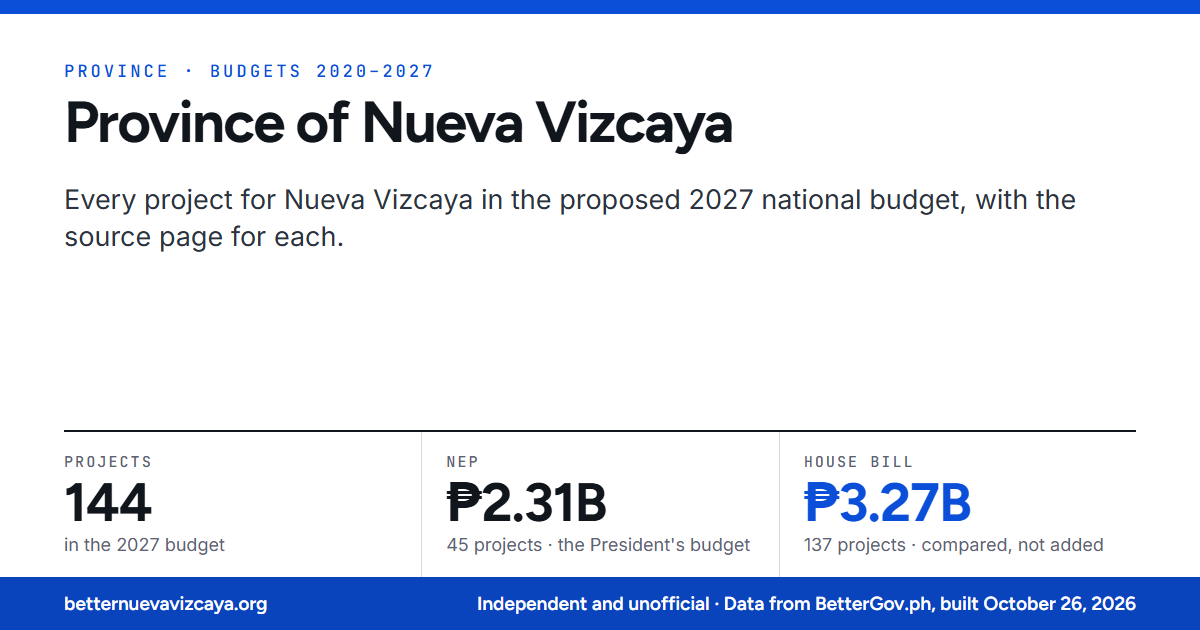 PROVINCE · BUDGETS 2020–2027
Province of Nueva Vizcaya
Every project for Nueva Vizcaya in the proposed 2027 national budget, with the
source page for each.
PROJECTS
144
in the 2027 budget
NEP
₱2.31B
45 projects · the President's budget
HOUSE BILL
₱3.27B
137 projects · compared, not added
betternuevavizcaya.org
Independent and unofficial · Data from BetterGov.ph, built October 26, 2026